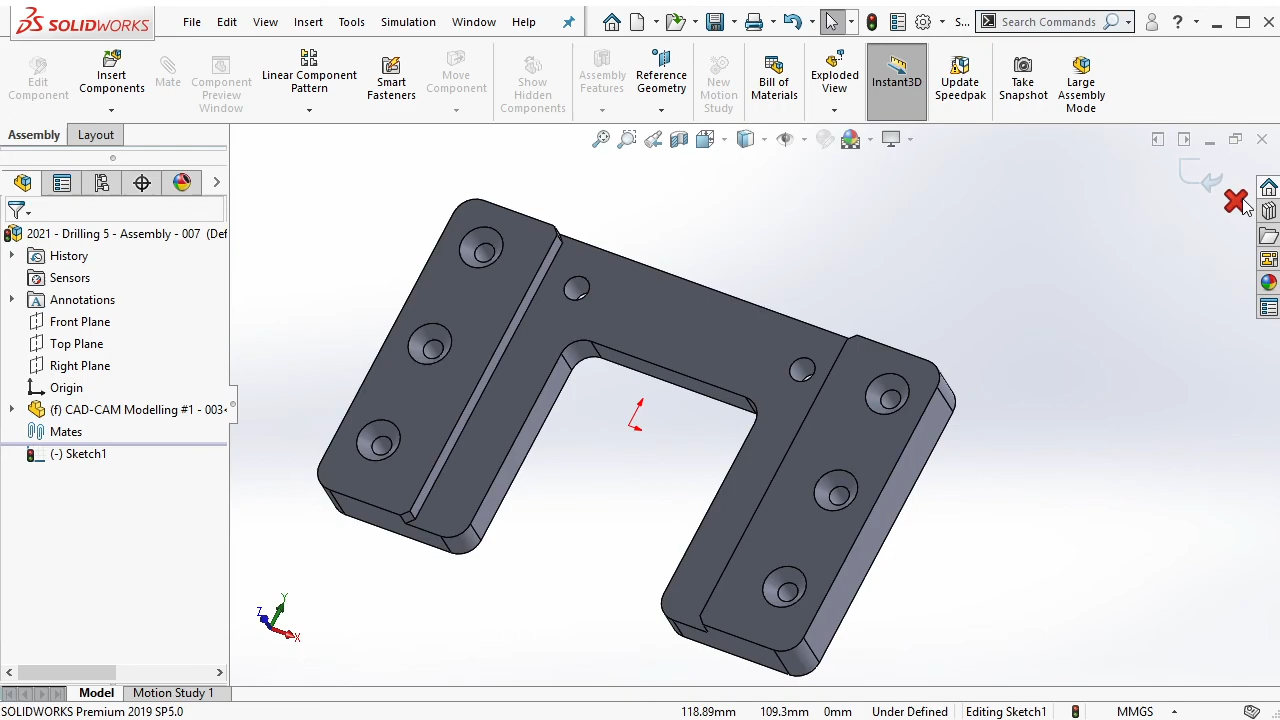 SOLIDWORKS
File Edit View Insert Tools Simulation Window Help
S...
Search Commands
?
Edit Component
Insert Components
Mate
Component Preview Window
Linear Component Pattern
Smart Fasteners
Move Component
Show Hidden Components
Assembly Features
Reference Geometry
New Motion Study
Bill of Materials
Exploded View
Instant3D
Update Speedpak
Take Snapshot
Large Assembly Mode
Assembly Layout
2021 - Drilling 5 - Assembly - 007 (Def
History
Sensors
Annotations
Front Plane
Top Plane
Right Plane
Origin
(f) CAD-CAM Modelling #1 - 003<
Mates
(-) Sketch1
Y
Z
X
Model Motion Study 1
SOLIDWORKS Premium 2019 SP5.0
118.89mm 109.3mm 0mm Under Defined Editing Sketch1 MMGS